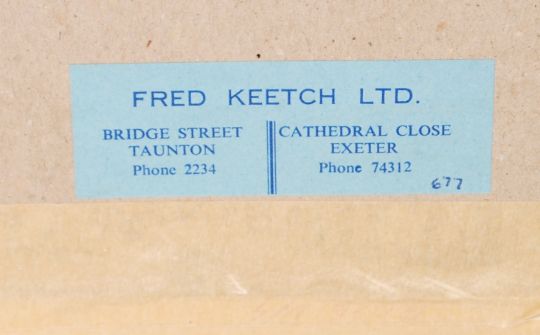 FRED KEETCH LTD.
BRIDGE STREET
TAUNTON
Phone 2234
CATHEDRAL CLOSE
EXETER
Phone 74312
677